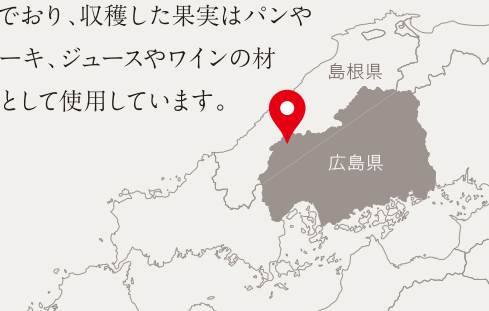 でおり、収穫した果実はパンや
ーキ、ジュースやワインの材
として使用しています。
島根県
広島県